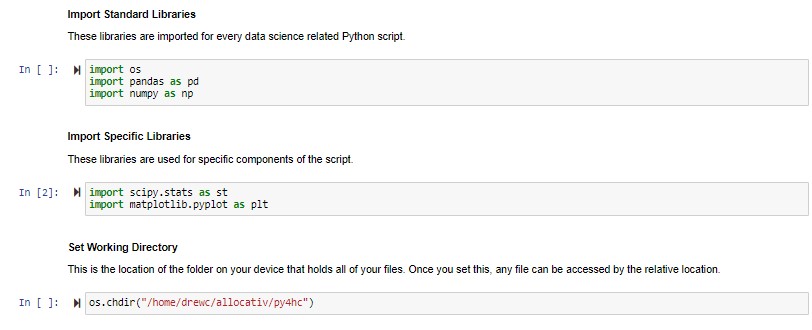 Import Standard Libraries
These libraries are imported for every data science related Python script.
In [ ]: import os
import pandas as pd
import numpy as np
Import Specific Libraries
These libraries are used for specific components of the script.
In [2]: import scipy.stats as st
import matplotlib.pyplot as plt
Set Working Directory
This is the location of the folder on your device that holds all of your files. Once you set this, any file can be accessed by the relative location.
In [ ]: os.chdir("/home/drewc/allocativ/py4hc")